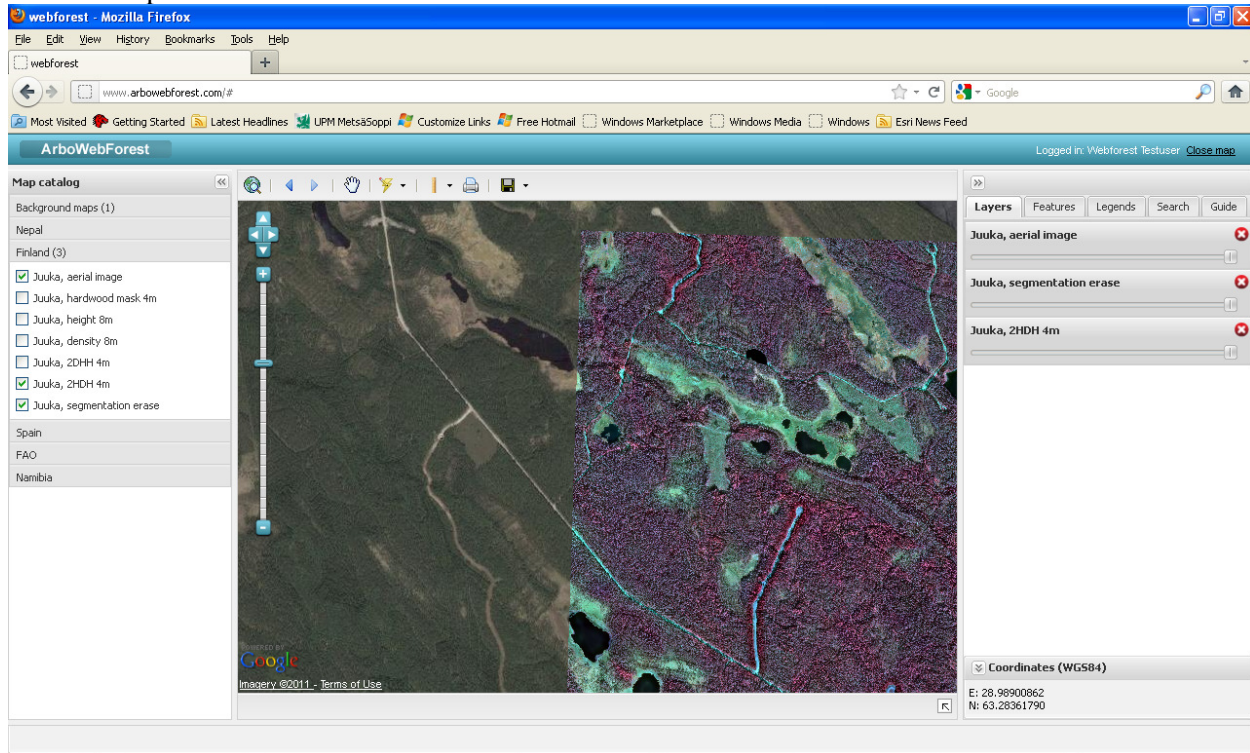 webforest - Mozilla Firefox
File Edit View History Bookmarks Tools Help
webforest
www.arbowebforest.com/#
Google
Most Visited Getting Started Latest Headlines UPM MetsäSoppi Customize Links Free Hotmail Windows Marketplace Windows Media Windows Esri News Feed
ArboWebForest
Logged in: Webforest Testuser Close map
Map catalog
Background maps (1)
Nepal
Finland (3)
Juuka, aerial image
Juuka, hardwood mask 4m
Juuka, height 8m
Juuka, density 8m
Juuka, 2DHH 4m
Juuka, 2HDH 4m
Juuka, segmentation erase
Spain
FAO
Namibia
POWERED BY
Google
Imagery ©2011 - Terms of Use
Layers Features Legends Search Guide
Juuka, aerial image
Juuka, segmentation erase
Juuka, 2HDH 4m
Coordinates (WGS84)
E: 28.98900862
N: 63.28361790